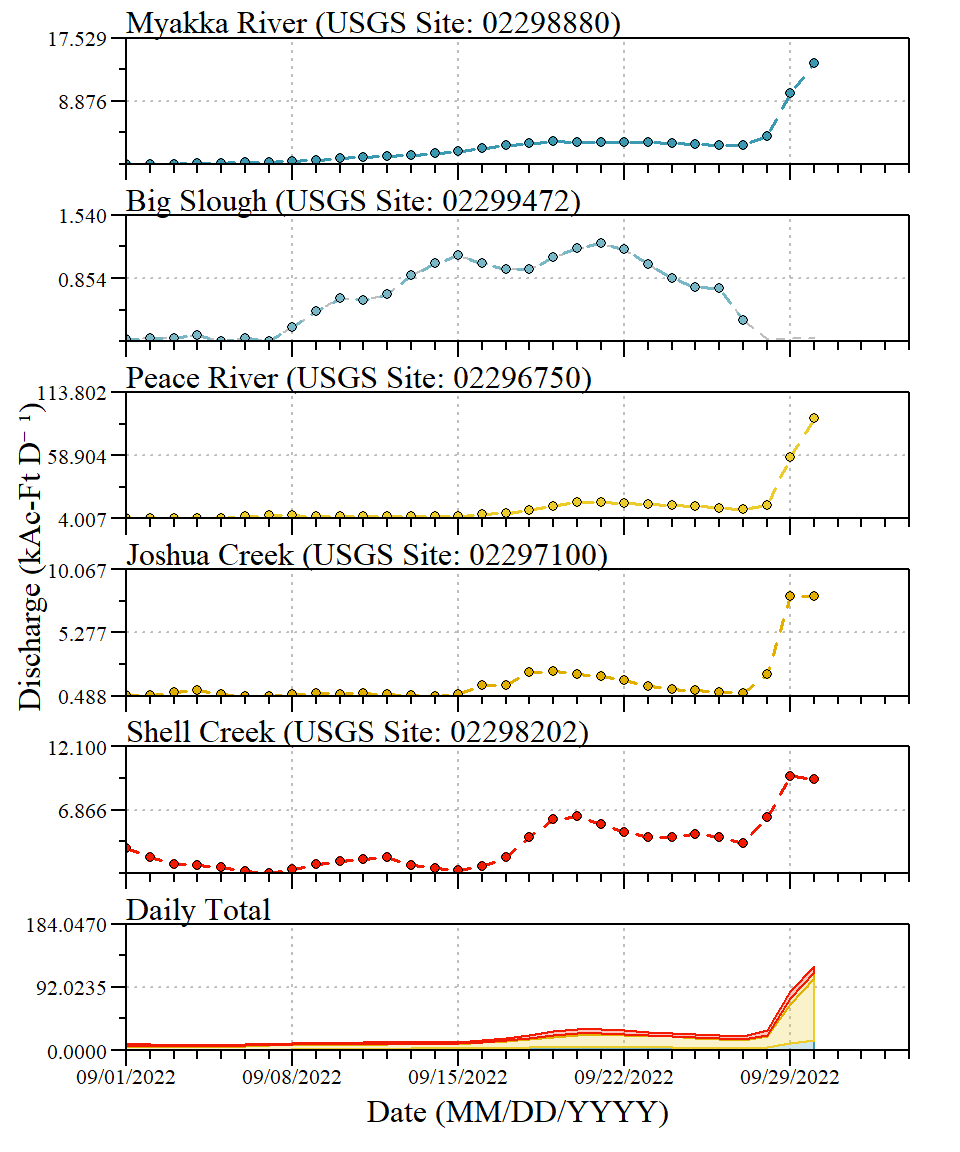 Myakka River (USGS Site: 02298880)
17.529
8.876
Big Slough (USGS Site: 02299472)
1.540
0.854
Peace River (USGS Site: 02296750)
113.802
58.904
4.007
Joshua Creek (USGS Site: 02297100)
10.067
5.277
0.488
Shell Creek (USGS Site: 02298202)
12.100
6.866
Daily Total
184.0470
92.0235
0.0000
09/01/2022 09/08/2022 09/15/2022 09/22/2022 09/29/2022
Date (MM/DD/YYYY)
Discharge (kAc-Ft D⁻¹)